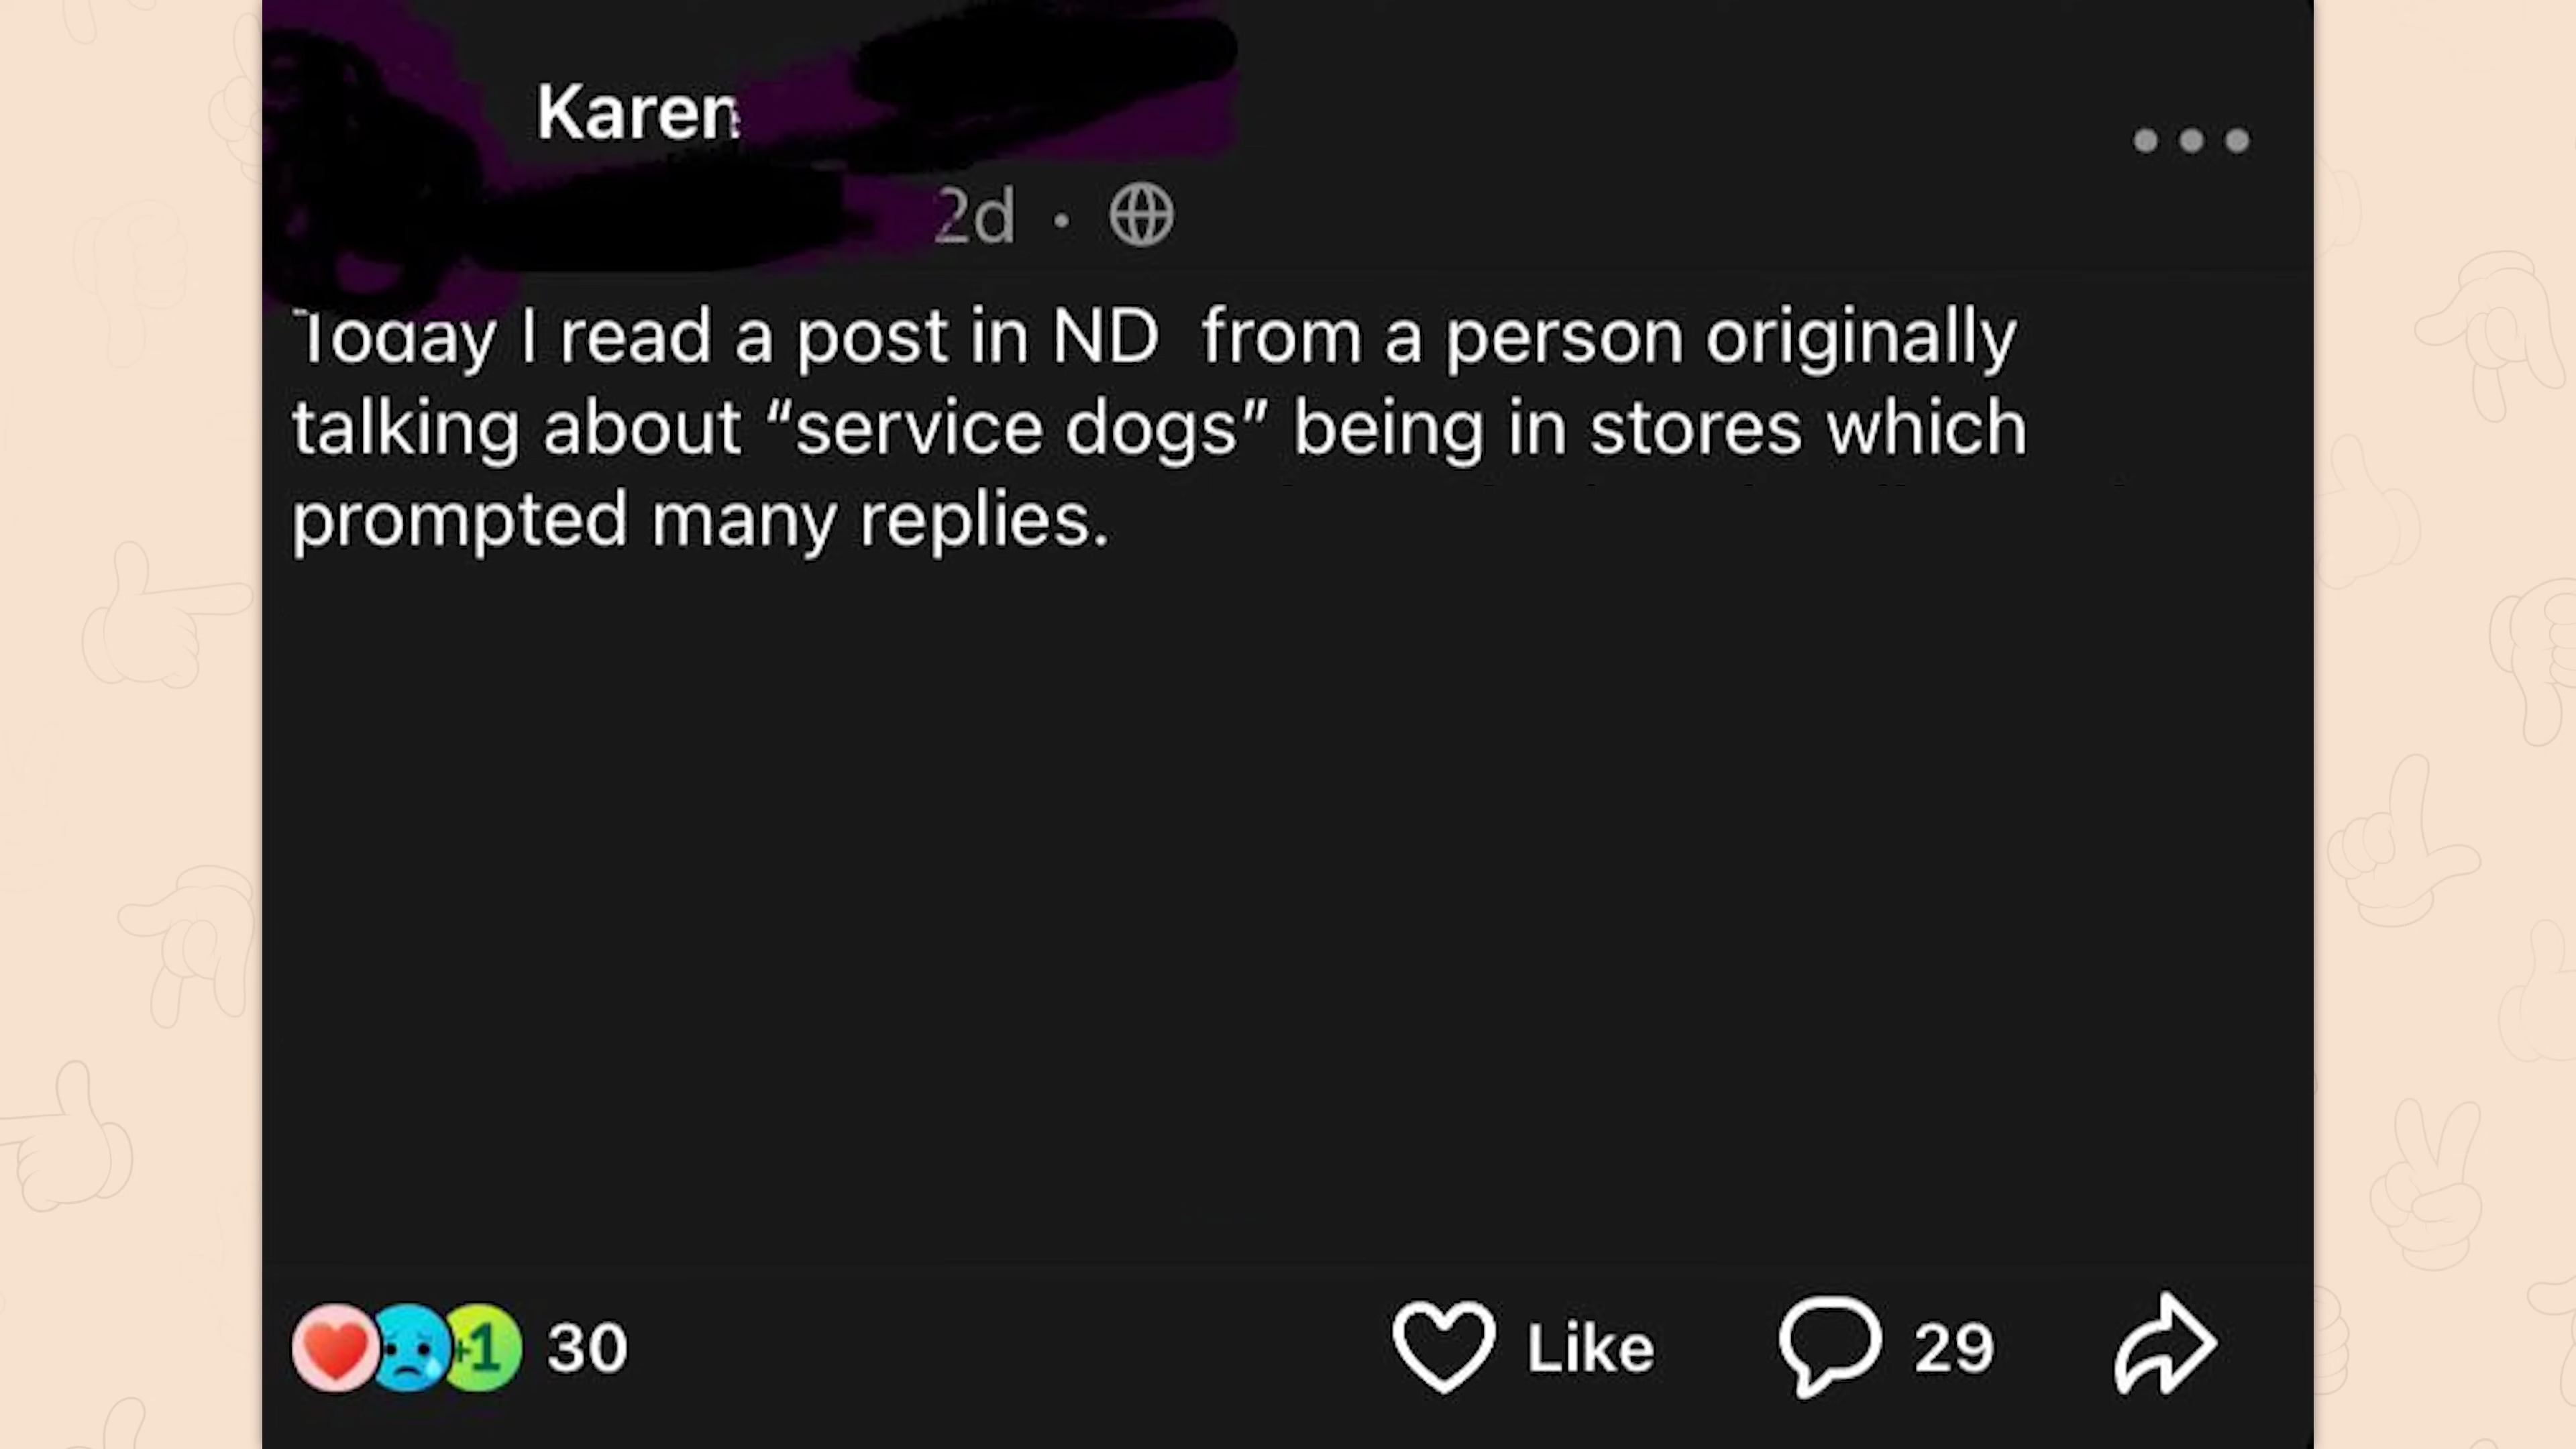 Karen
2d ·
Today I read a post in ND from a person originally
talking about “service dogs” being in stores which
prompted many replies.
+1 30 Like 29